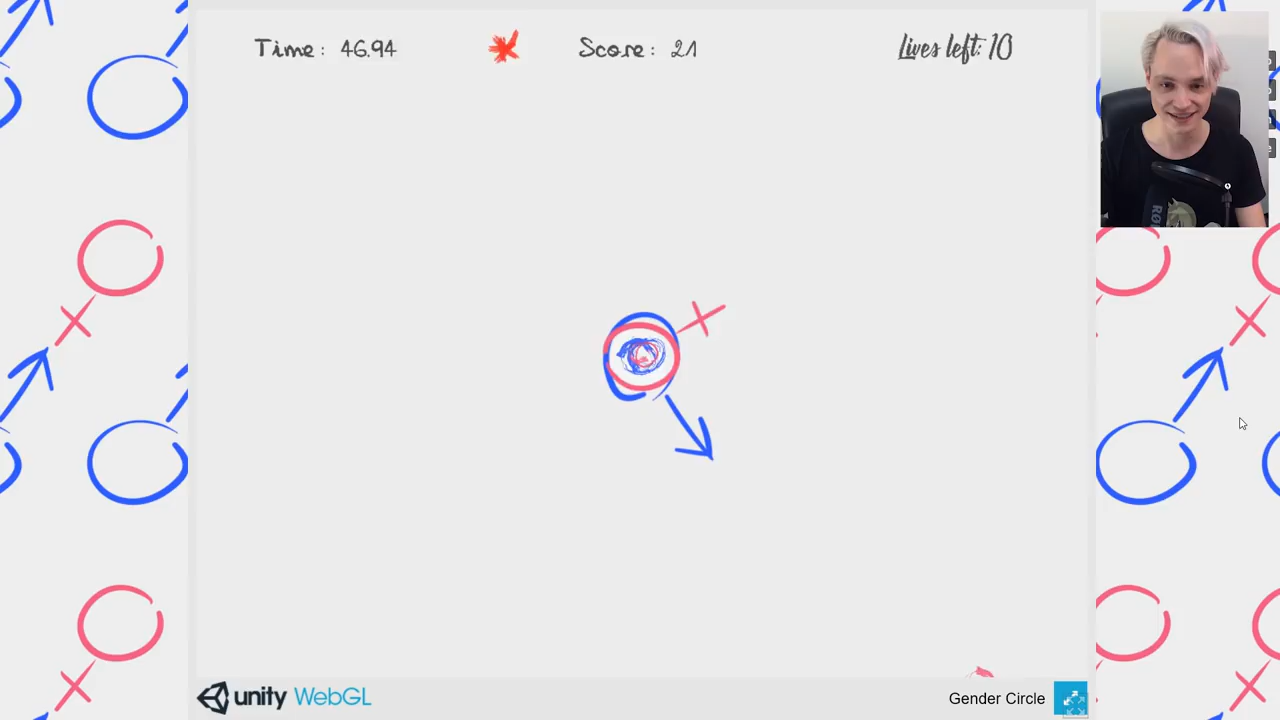 Time: 46.94
Score: 21
Lives left: 10
unity WebGL
Gender Circle